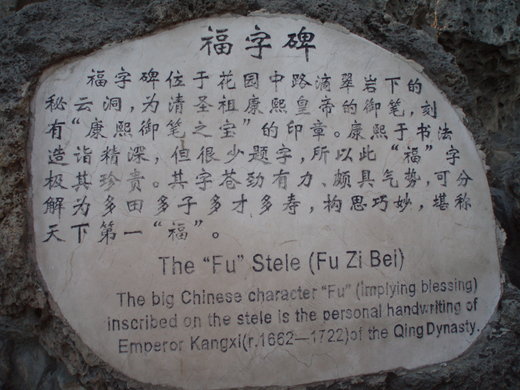 福字碑
福字碑位于花园中路滴翠岩下的
秘云洞，为清圣祖康熙皇帝的御笔，刻
有“康熙御笔之宝”的印章。康熙于书法
造诣精深，但很少题字，所以此“福”字
极其珍贵。其字苍劲有力、颇具气势，可分
解为多田多子多才多寿，构思巧妙，堪称
天下第一“福”。
The “Fu” Stele (Fu Zi Bei)
The big Chinese character “Fu” (implying blessing)
inscribed on the stele is the personal handwriting of
Emperor Kangxi(r.1662—1722)of the Qing Dynasty.